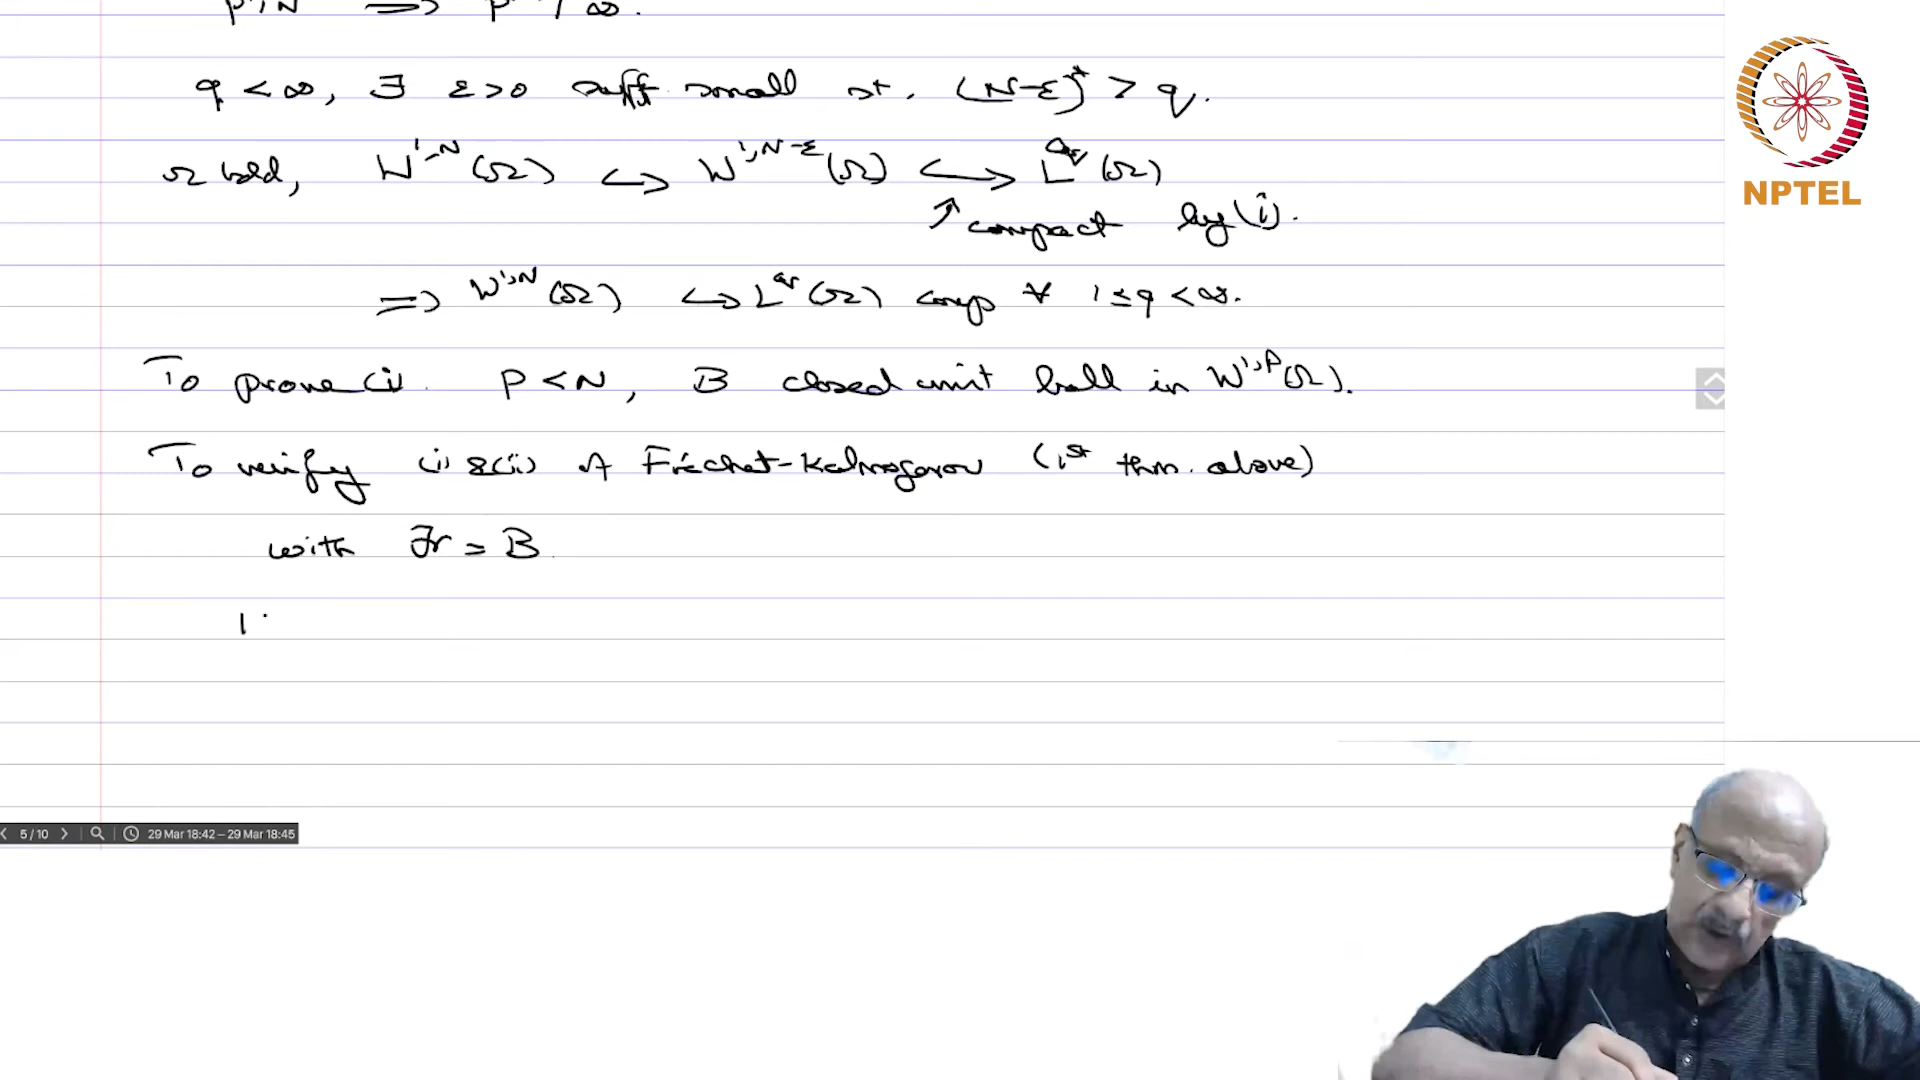 ⇒ p* ↑ ∞.
q < ∞, ∃ ε>0 suff. small st. (N-ε)* > q.
Ω bdd, W^{1,N}(Ω) ↪ W^{1,N-ε}(Ω) ↪ L^q(Ω)
↗ compact by (i).
⇒ W^{1,N}(Ω) ↪ L^q(Ω) comp ∀ 1 ≤ q < ∞.
To prove (i). P < N, B closed unit ball in W^{1,p}(Ω).
To verify (i) & (ii) of Fréchet-Kolmogorov (1st thm. above)
with F = B
NPTEL
5/10
29 Mar 18:42 – 29 Mar 18:45